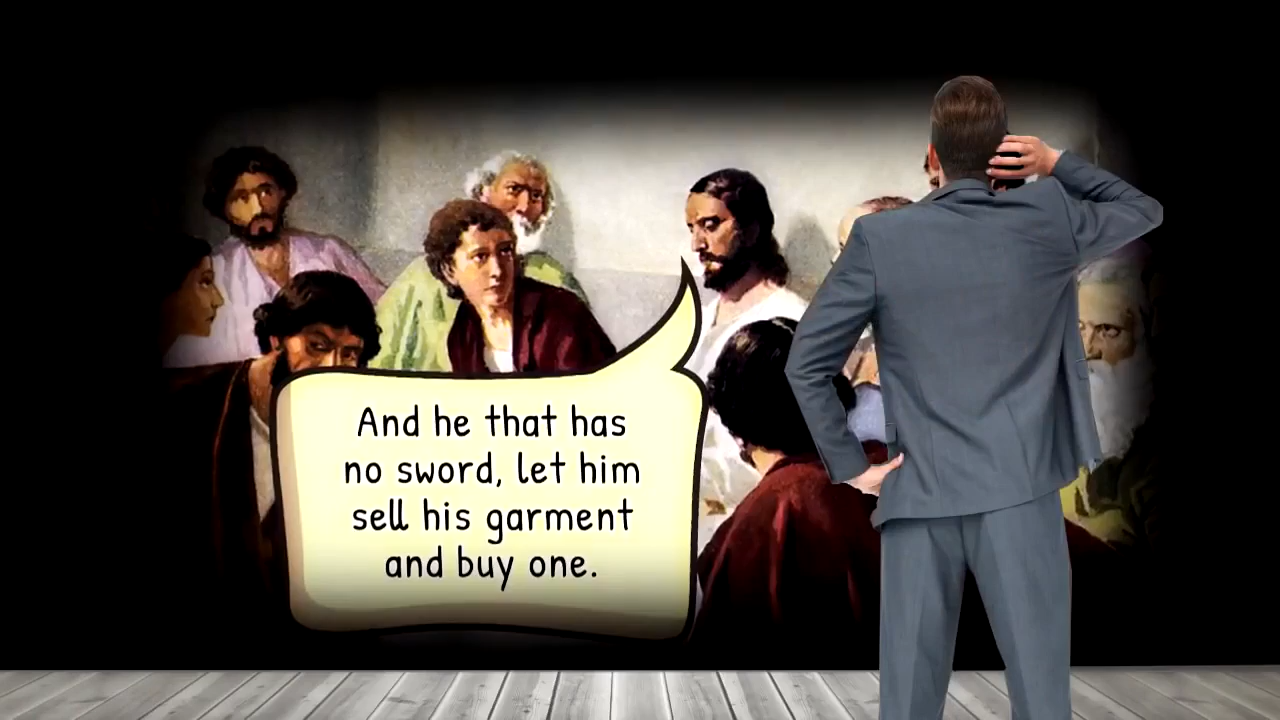 And he that has
no sword, let him
sell his garment
and buy one.